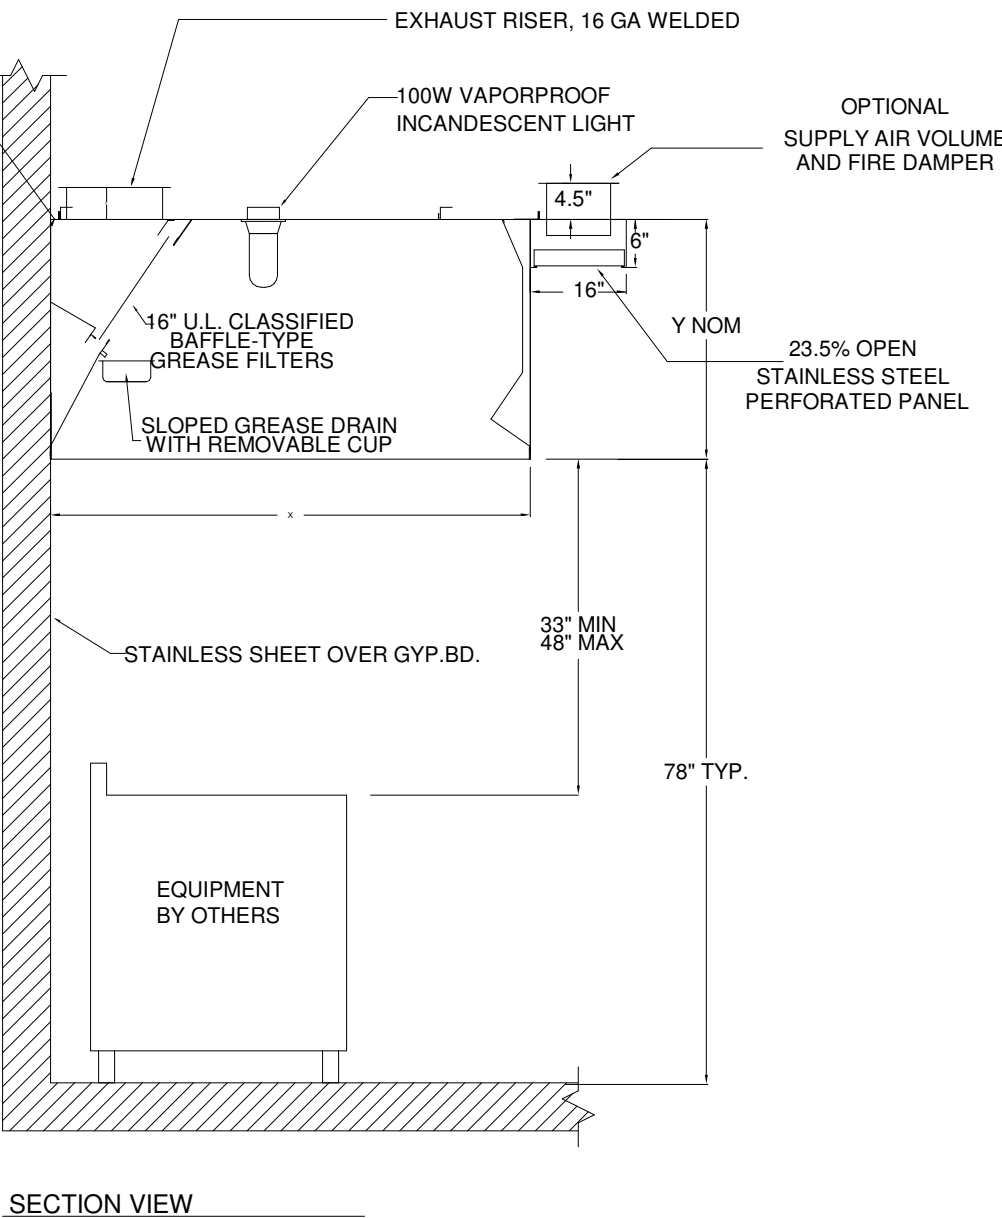 EXHAUST RISER, 16 GA WELDED
100W VAPORPROOF
INCANDESCENT LIGHT
OPTIONAL
SUPPLY AIR VOLUME
AND FIRE DAMPER
4.5"
6"
16"
16" U.L. CLASSIFIED
BAFFLE-TYPE
GREASE FILTERS
Y NOM
23.5% OPEN
STAINLESS STEEL
PERFORATED PANEL
SLOPED GREASE DRAIN
WITH REMOVABLE CUP
x
33" MIN
48" MAX
STAINLESS SHEET OVER GYP.BD.
78" TYP.
EQUIPMENT
BY OTHERS
SECTION VIEW